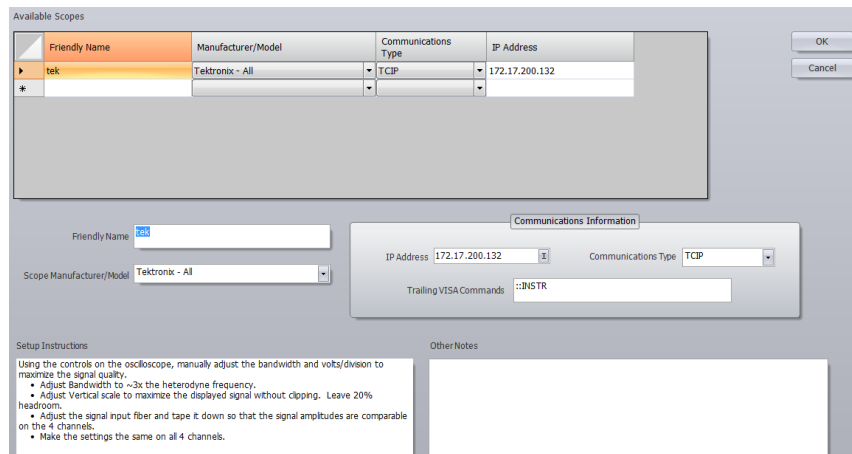 Available Scopes
Friendly Name Manufacturer/Model Communications Type IP Address
tek Tektronix - All TCIP 172.17.200.132
OK
Cancel
Friendly Name tek
Scope Manufacturer/Model Tektronix - All
Communications Information
IP Address 172.17.200.132 Communications Type TCIP
Trailing VISA Commands ::INSTR
Setup Instructions
Using the controls on the oscilloscope, manually adjust the bandwidth and volts/division to
maximize the signal quality.
• Adjust Bandwidth to ~3x the heterodyne frequency.
• Adjust Vertical scale to maximize the displayed signal without clipping. Leave 20%
headroom.
• Adjust the signal input fiber and tape it down so that the signal amplitudes are comparable
on the 4 channels.
• Make the settings the same on all 4 channels.
Other Notes